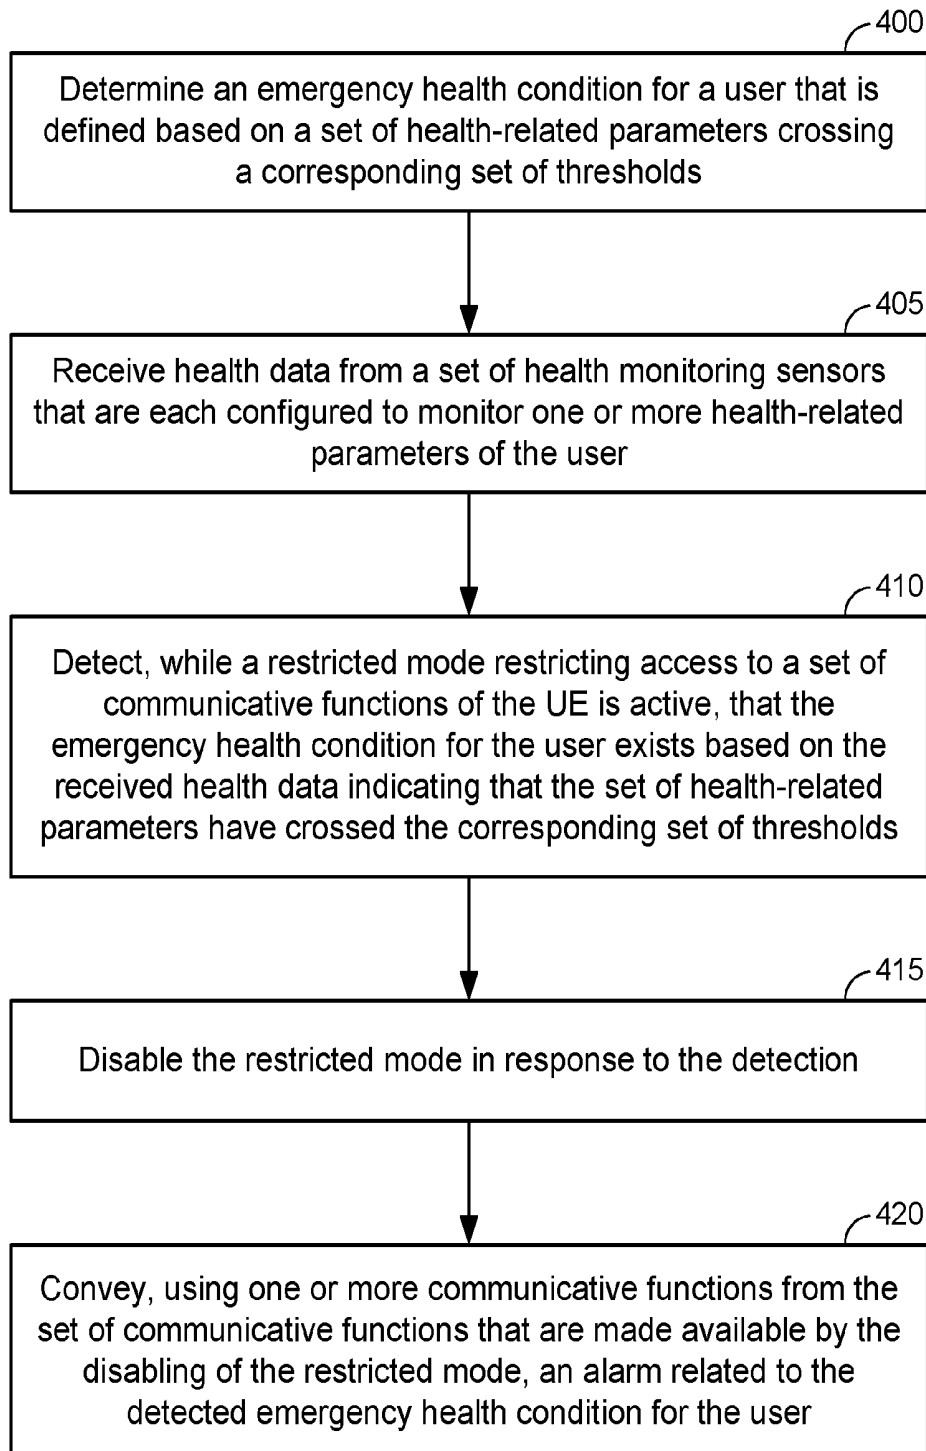 400
Determine an emergency health condition for a user that is
defined based on a set of health-related parameters crossing
a corresponding set of thresholds
405
Receive health data from a set of health monitoring sensors
that are each configured to monitor one or more health-related
parameters of the user
410
Detect, while a restricted mode restricting access to a set of
communicative functions of the UE is active, that the
emergency health condition for the user exists based on the
received health data indicating that the set of health-related
parameters have crossed the corresponding set of thresholds
415
Disable the restricted mode in response to the detection
420
Convey, using one or more communicative functions from the
set of communicative functions that are made available by the
disabling of the restricted mode, an alarm related to the
detected emergency health condition for the user